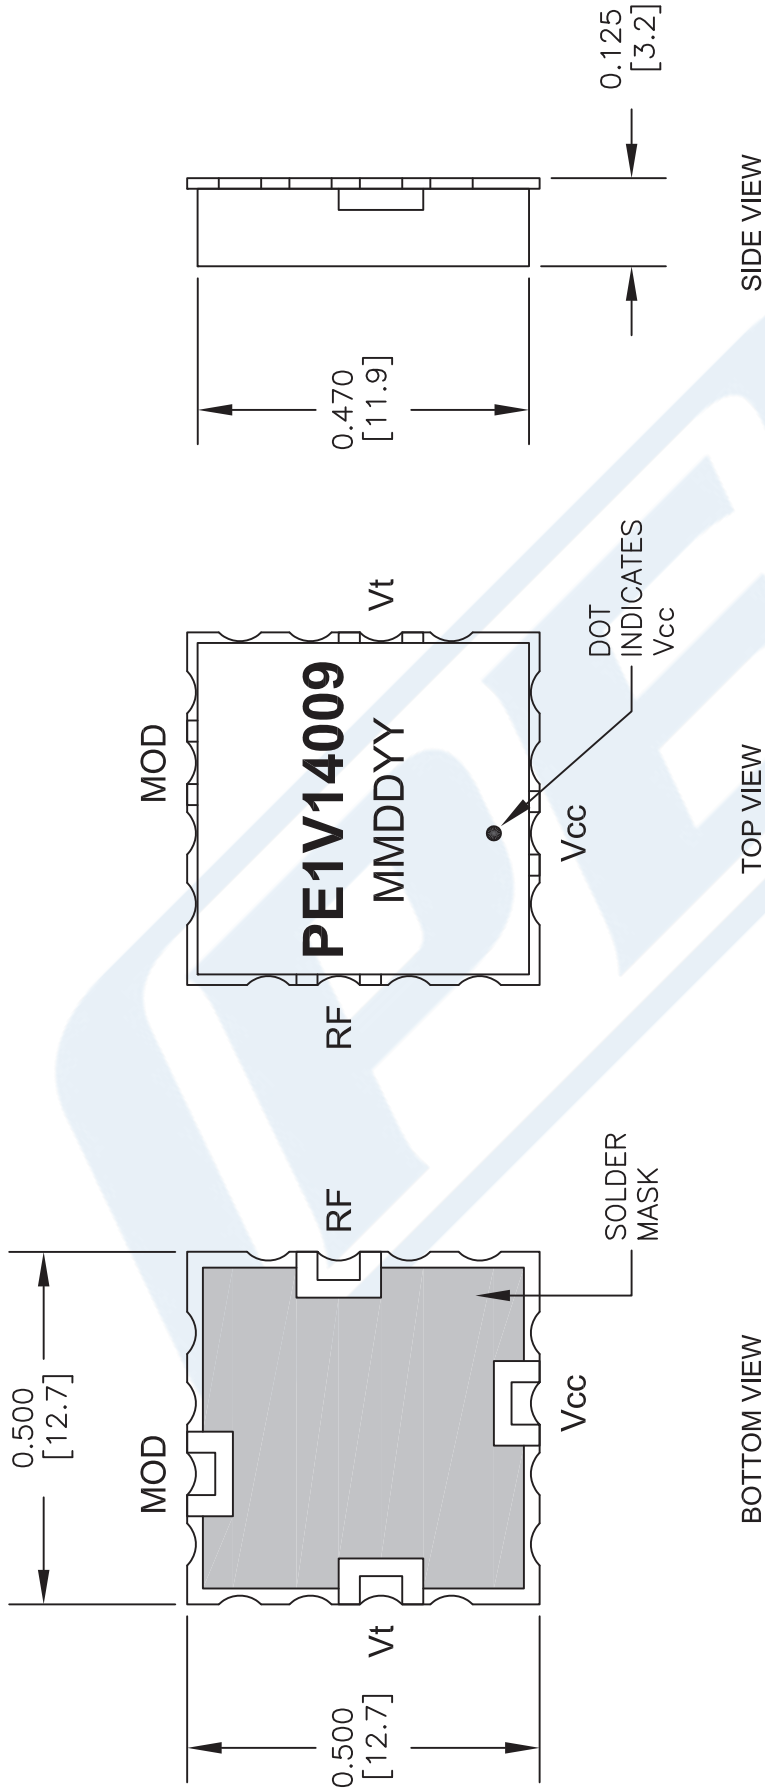 0.500
[12.7]
0.500
[12.7]
MOD
Vt
RF
Vcc
SOLDER
MASK
BOTTOM VIEW
MOD
RF
PE1V14009
MMDDYY
Vt
Vcc
DOT
INDICATES
Vcc
TOP VIEW
0.470
[11.9]
0.125
[3.2]
SIDE VIEW